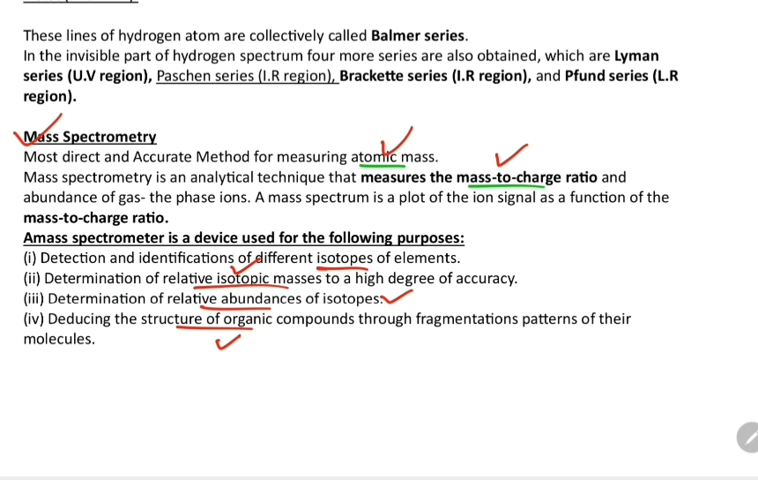 These lines of hydrogen atom are collectively called Balmer series.
In the invisible part of hydrogen spectrum four more series are also obtained, which are Lyman
series (U.V region), Paschen series (I.R region), Brackette series (I.R region), and Pfund series (L.R
region).
Mass Spectrometry
Most direct and Accurate Method for measuring atomic mass.
Mass spectrometry is an analytical technique that measures the mass-to-charge ratio and
abundance of gas- the phase ions. A mass spectrum is a plot of the ion signal as a function of the
mass-to-charge ratio.
Amass spectrometer is a device used for the following purposes:
(i) Detection and identifications of different isotopes of elements.
(ii) Determination of relative isotopic masses to a high degree of accuracy.
(iii) Determination of relative abundances of isotopes:
(iv) Deducing the structure of organic compounds through fragmentations patterns of their
molecules.